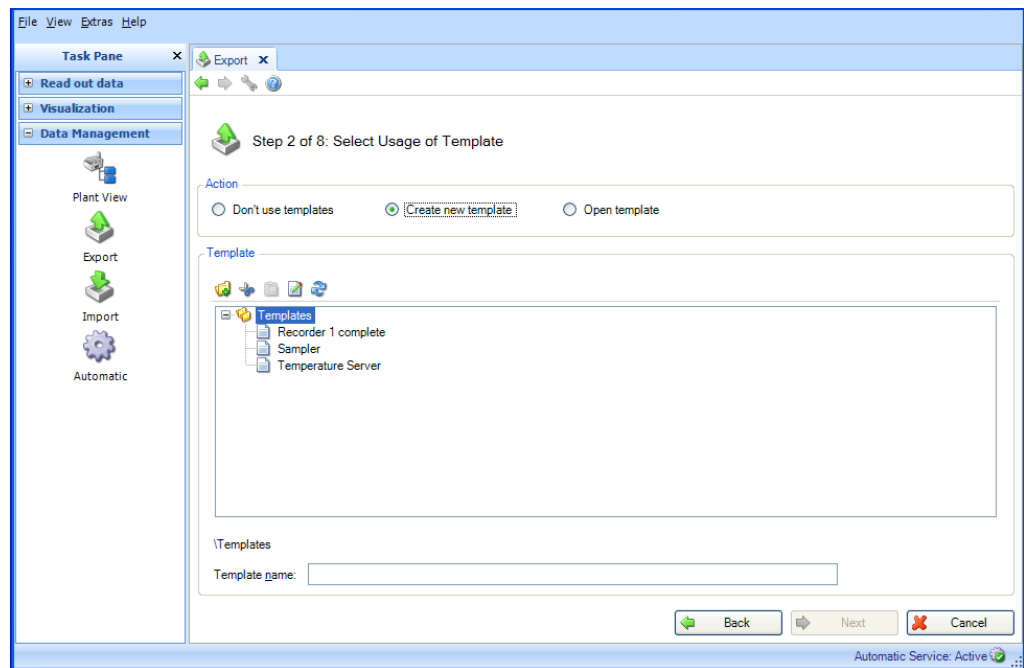 File View Extras Help
Task Pane
Export
Read out data
Visualization
Data Management
Step 2 of 8: Select Usage of Template
Action
Plant View
Don't use templates
Create new template
Open template
Export
Template
Import
Templates
Recorder 1 complete
Sampler
Temperature Server
Automatic
\Templates
Template name:
Back
Next
Cancel
Automatic Service: Active